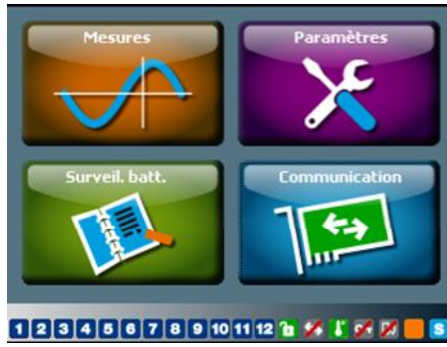 Mesures
Paramètres
Surveil. batt.
Communication
1 2 3 4 5 6 7 8 9 10 11 12 S